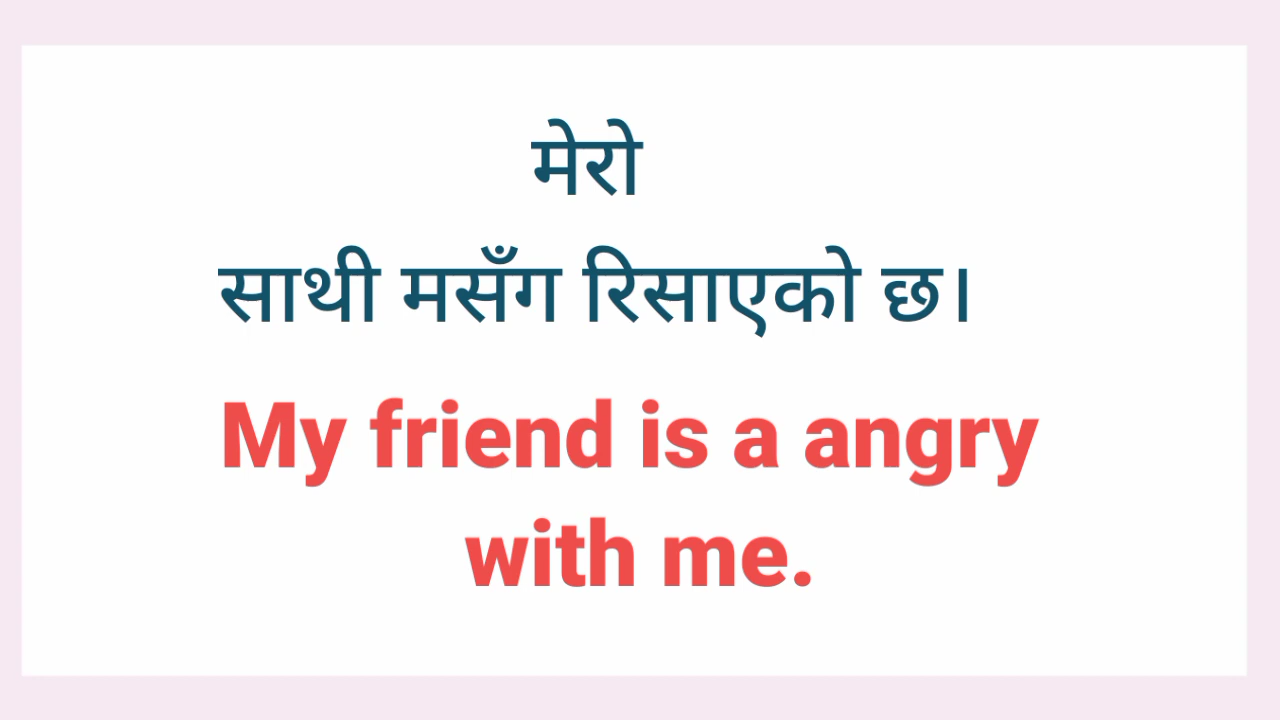 मेरो
साथी मसँग रिसाएको छ।
My friend is a angry
with me.